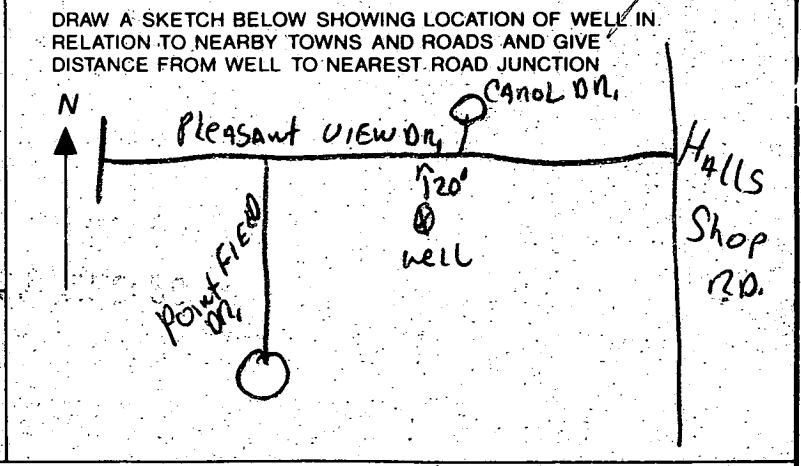 DRAW A SKETCH BELOW SHOWING LOCATION OF WELL IN
RELATION TO NEARBY TOWNS AND ROADS AND GIVE
DISTANCE FROM WELL TO NEAREST ROAD JUNCTION
N
CAROL DR,
PleASANt VIEW DR,
HAlls
Shop
RD.
20'
well
POINt FIELD
DR,